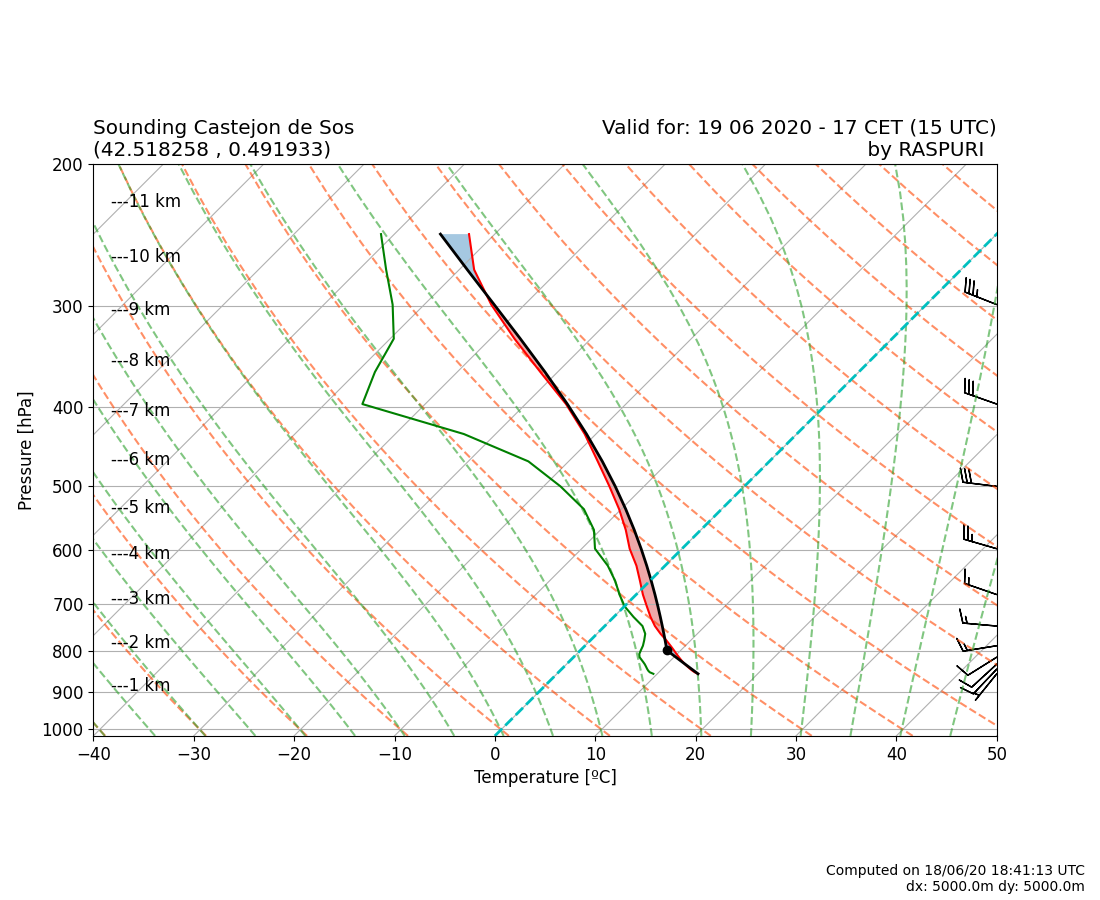 Sounding Castejon de Sos
(42.518258 , 0.491933)
Valid for: 19 06 2020 - 17 CET (15 UTC)
by RASPURI
200
300
400
500
600
700
800
900
1000
Pressure [hPa]
---11 km
---10 km
---9 km
---8 km
---7 km
---6 km
---5 km
---4 km
---3 km
---2 km
---1 km
−40 −30 −20 −10 0 10 20 30 40 50
Temperature [ºC]
Computed on 18/06/20 18:41:13 UTC
dx: 5000.0m dy: 5000.0m